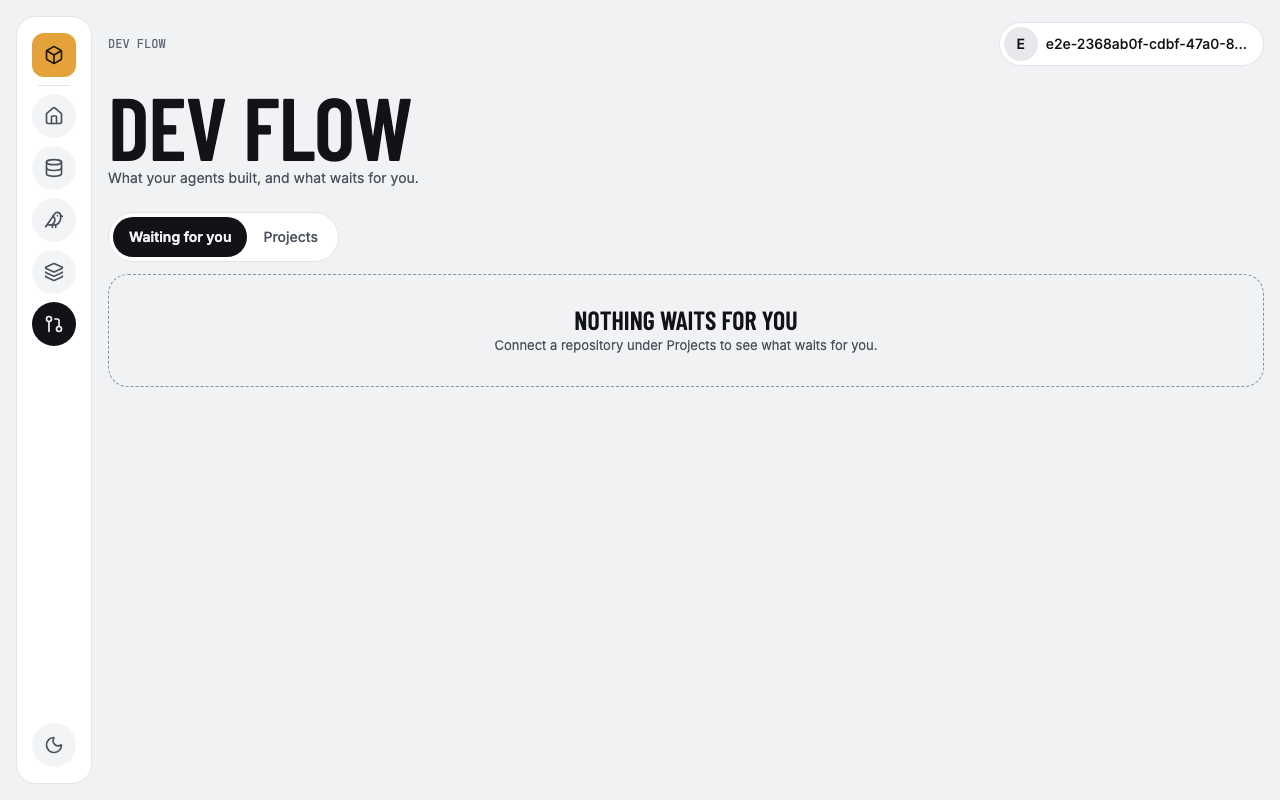 DEV FLOW
E
e2e-2368ab0f-cdbf-47a0-8...
DEV FLOW
What your agents built, and what waits for you.
Waiting for you
Projects
NOTHING WAITS FOR YOU
Connect a repository under Projects to see what waits for you.